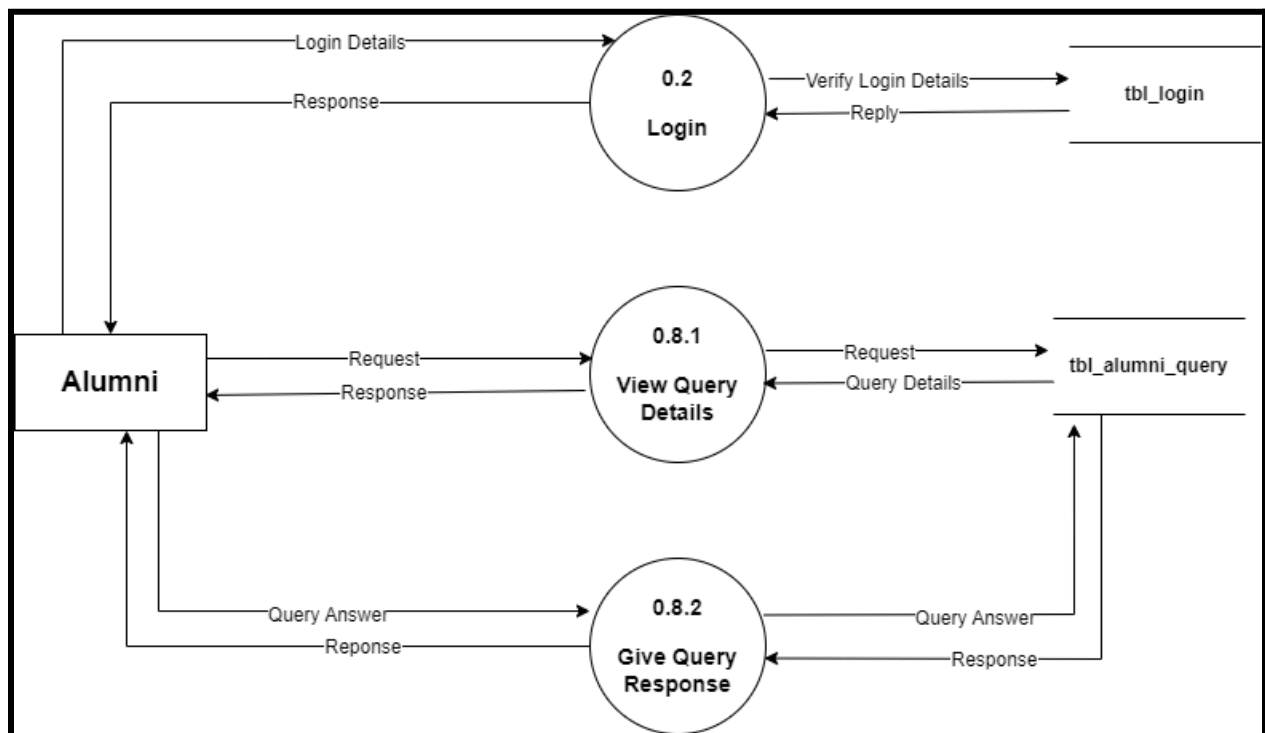 Login Details
0.2
Login
Verify Login Details
tbl_login
Response
Reply
0.8.1
View Query
Details
Alumni
Request
Request
tbl_alumni_query
Response
Query Details
0.8.2
Give Query
Response
Query Answer
Query Answer
Reponse
Response